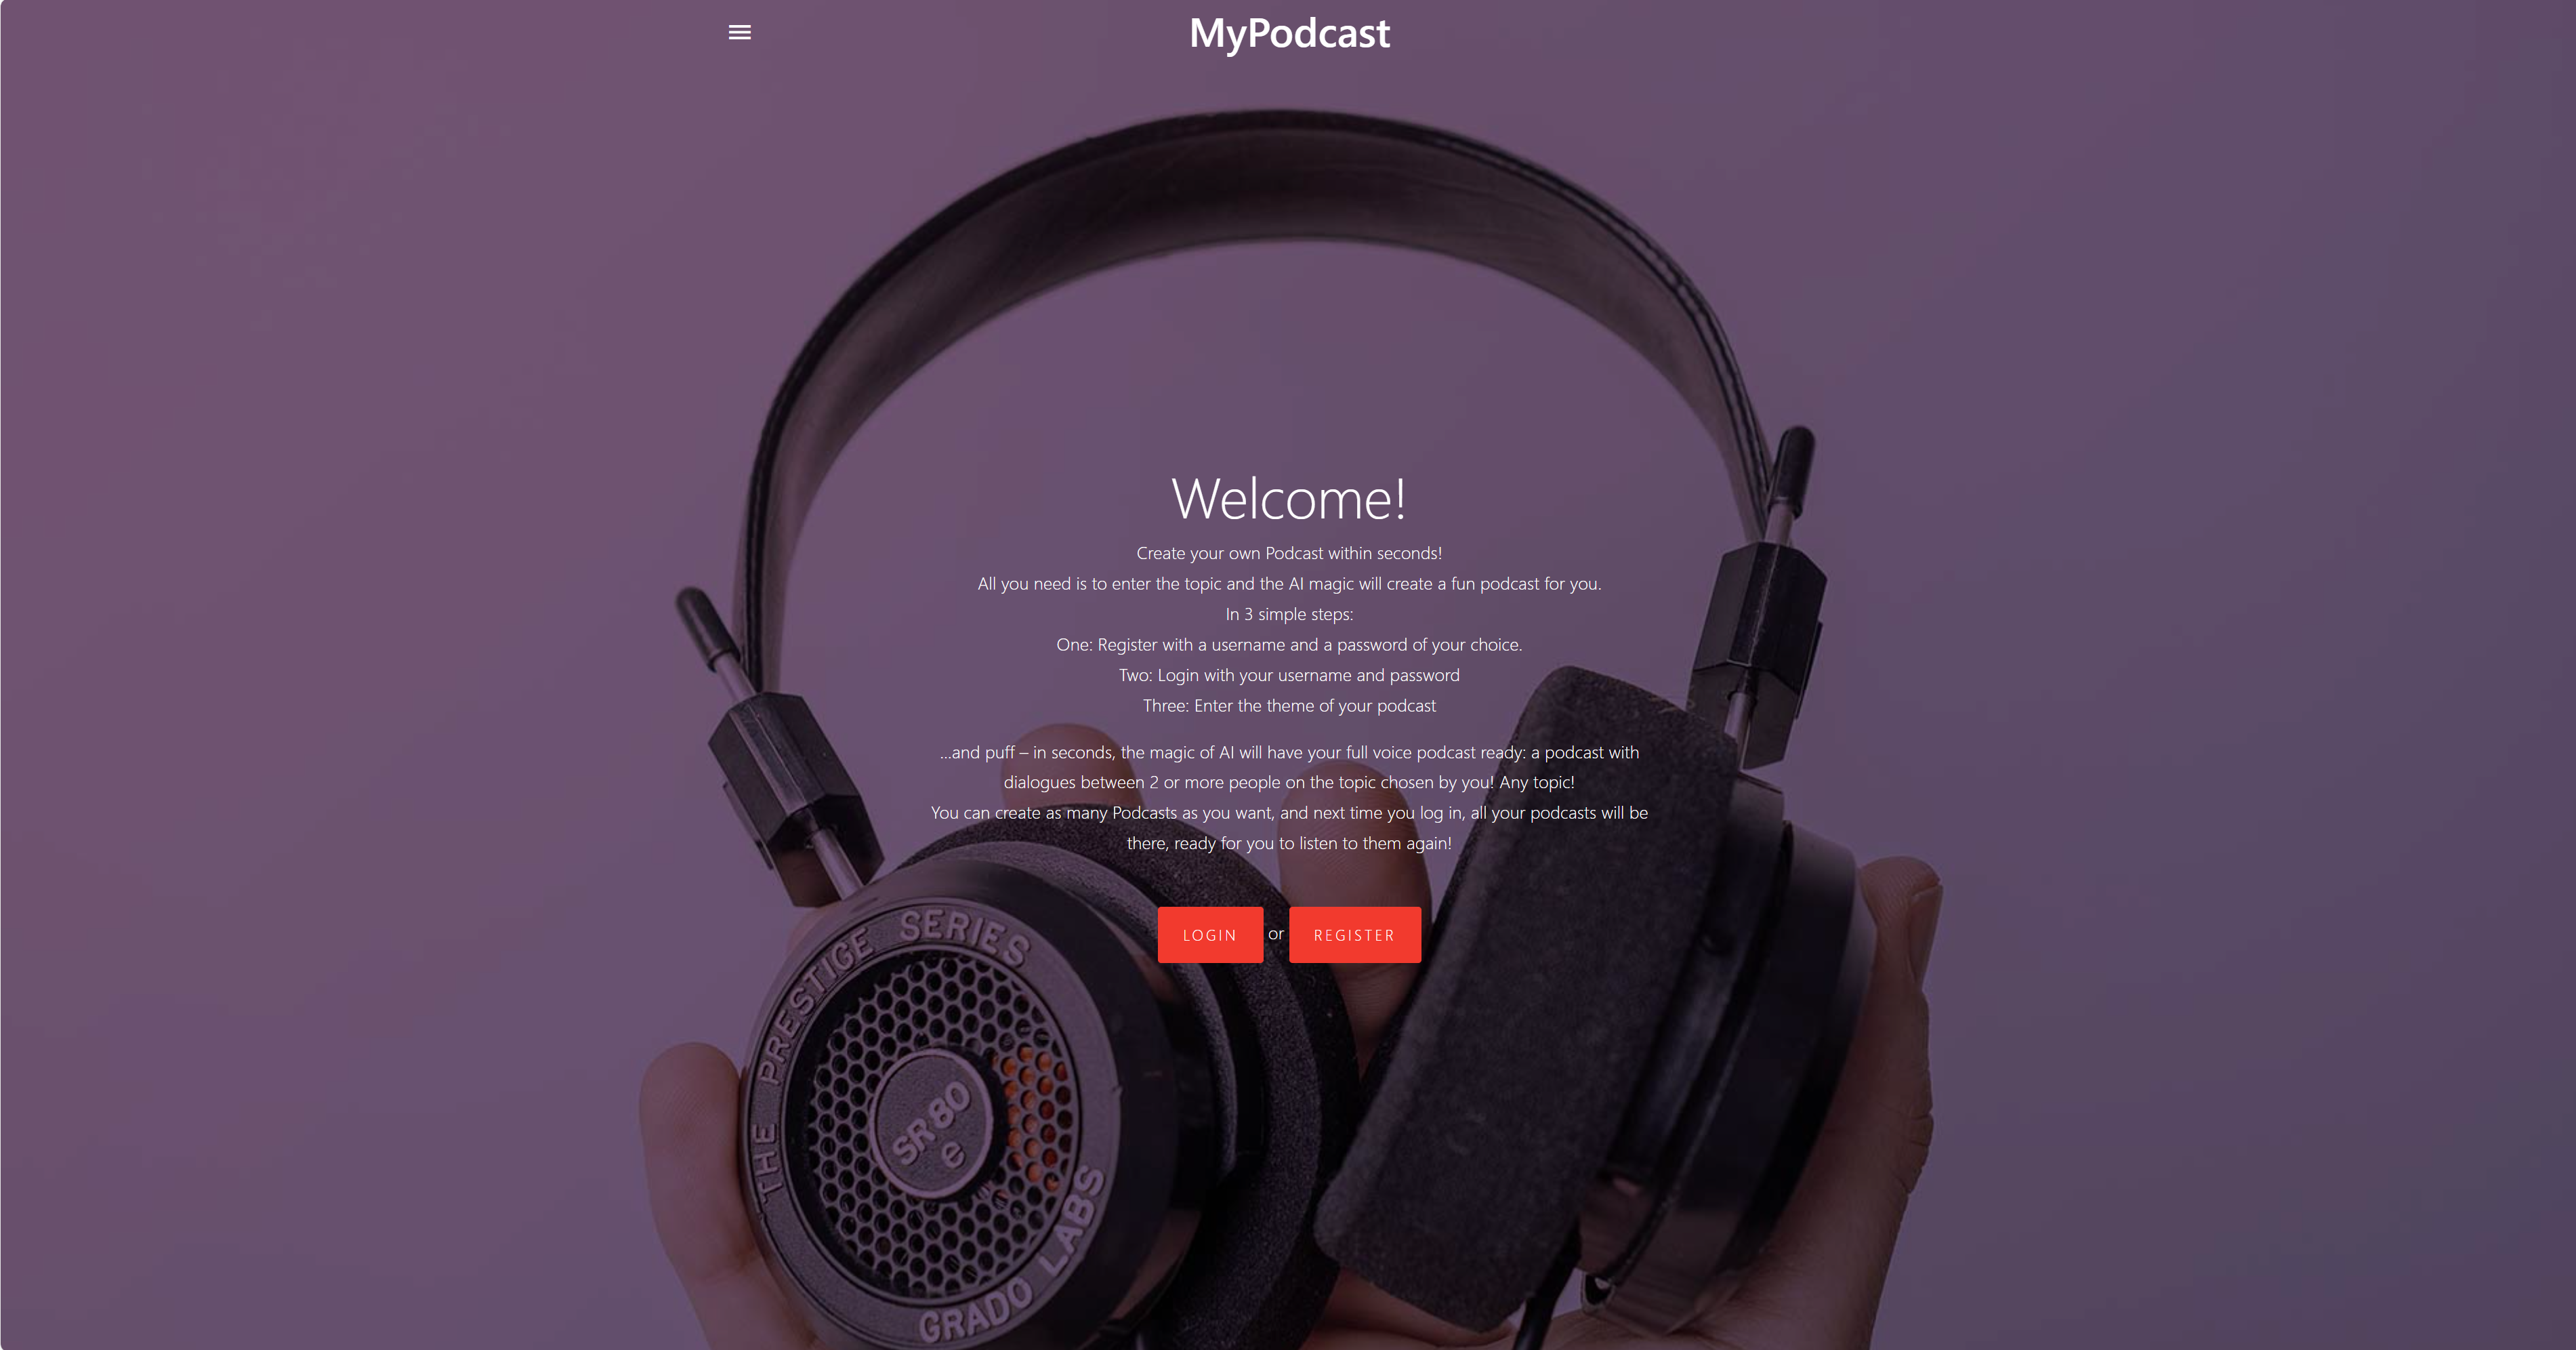 MyPodcast
Welcome!
Create your own Podcast within seconds!
All you need is to enter the topic and the AI magic will create a fun podcast for you.
In 3 simple steps:
One: Register with a username and a password of your choice.
Two: Login with your username and password
Three: Enter the theme of your podcast
...and puff – in seconds, the magic of AI will have your full voice podcast ready: a podcast with
dialogues between 2 or more people on the topic chosen by you! Any topic!
You can create as many Podcasts as you want, and next time you log in, all your podcasts will be
there, ready for you to listen to them again!
LOGIN or REGISTER
THE PRESTIGE SERIES
SR80
e
GRADO LABS